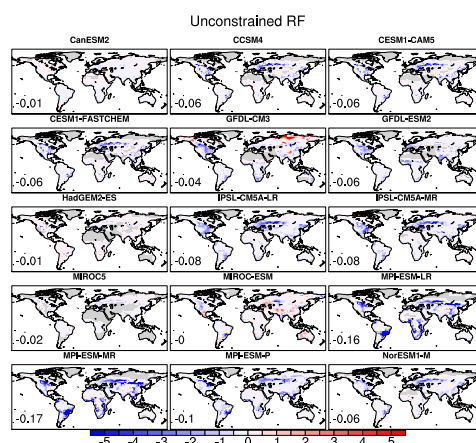 Unconstrained RF
CanESM2 CCSM4 CESM1-CAM5
-0.01 -0.06 -0.06
CESM1-FASTCHEM GFDL-CM3 GFDL-ESM2
-0.06 -0.04 -0.06
HadGEM2-ES IPSL-CM5A-LR IPSL-CM5A-MR
-0.01 -0.08 -0.08
MIROC5 MIROC-ESM MPI-ESM-LR
-0.02 -0 -0.16
MPI-ESM-MR MPI-ESM-P NorESM1-M
-0.17 -0.1 -0.06
-5 -4 -3 -2 -1 0 1 2 3 4 5